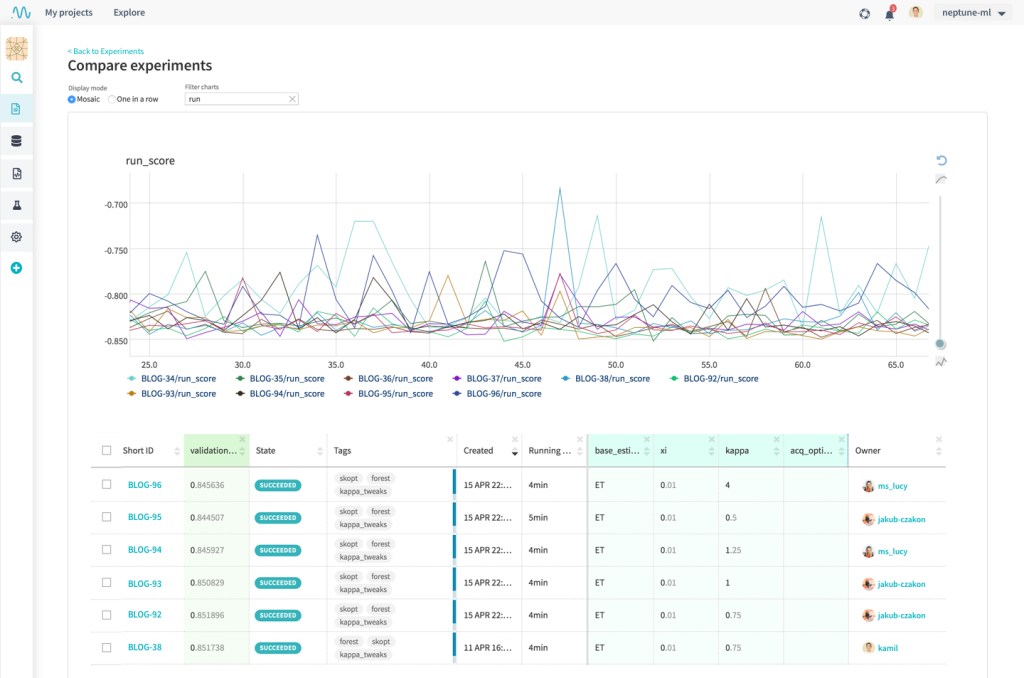 My projects Explore 3 neptune-ml
< Back to Experiments
Compare experiments
Display mode Filter charts
Mosaic One in a row run
run_score
-0.700
-0.750
-0.800
-0.850
25.0 30.0 35.0 40.0 45.0 50.0 55.0 60.0 65.0
BLOG-34/run_score BLOG-35/run_score BLOG-36/run_score BLOG-37/run_score BLOG-38/run_score BLOG-92/run_score
BLOG-93/run_score BLOG-94/run_score BLOG-95/run_score BLOG-96/run_score
Short ID validation... State Tags Created Running ... base_esti... xi kappa acq_opti... Owner
BLOG-96 0.845636 SUCCEEDED skopt forest kappa_tweaks 15 APR 22:... 4min ET 0.01 4 ms_lucy
BLOG-95 0.844507 SUCCEEDED skopt forest kappa_tweaks 15 APR 22:... 5min ET 0.01 0.5 jakub-czakon
BLOG-94 0.845927 SUCCEEDED skopt forest kappa_tweaks 15 APR 22:... 4min ET 0.01 1.25 ms_lucy
BLOG-93 0.850829 SUCCEEDED skopt forest kappa_tweaks 15 APR 22:... 4min ET 0.01 1 jakub-czakon
BLOG-92 0.851896 SUCCEEDED skopt forest kappa_tweaks 15 APR 22:... 4min ET 0.01 0.75 jakub-czakon
BLOG-38 0.851738 SUCCEEDED forest skopt kappa_tweaks 11 APR 16:... 4min ET 0.01 0.75 kamil